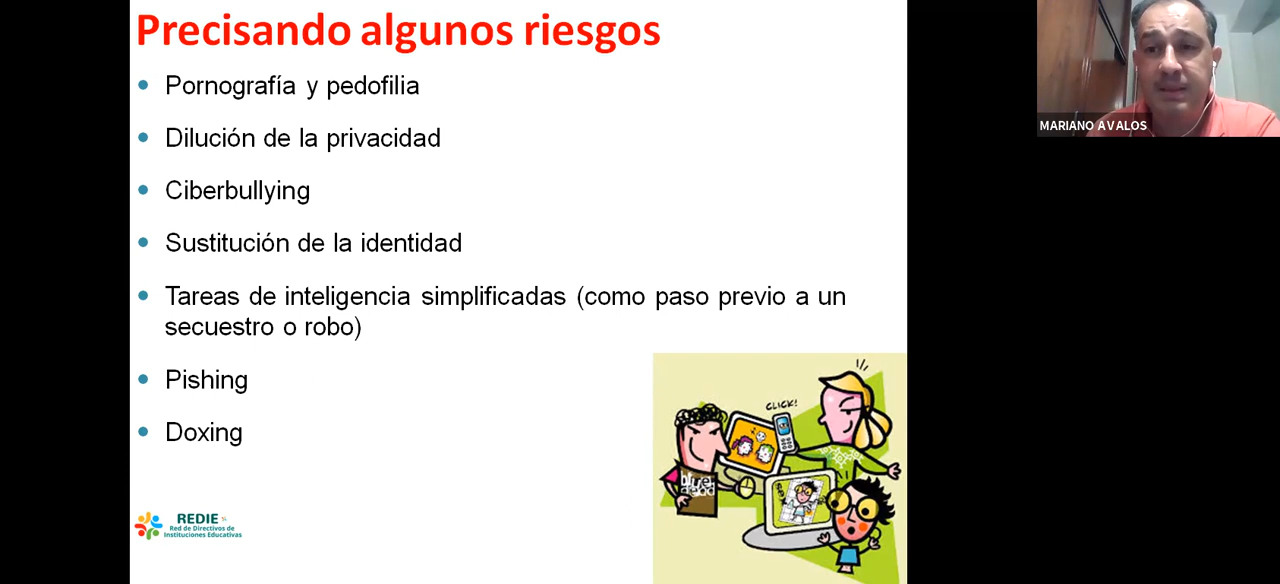 Precisando algunos riesgos
Pornografía y pedofilia
Dilución de la privacidad
Ciberbullying
Sustitución de la identidad
Tareas de inteligencia simplificadas (como paso previo a un
secuestro o robo)
Pishing
Doxing
CLICK!
REDIE
Red de Directivos de
Instituciones Educativas
MARIANO AVALOS